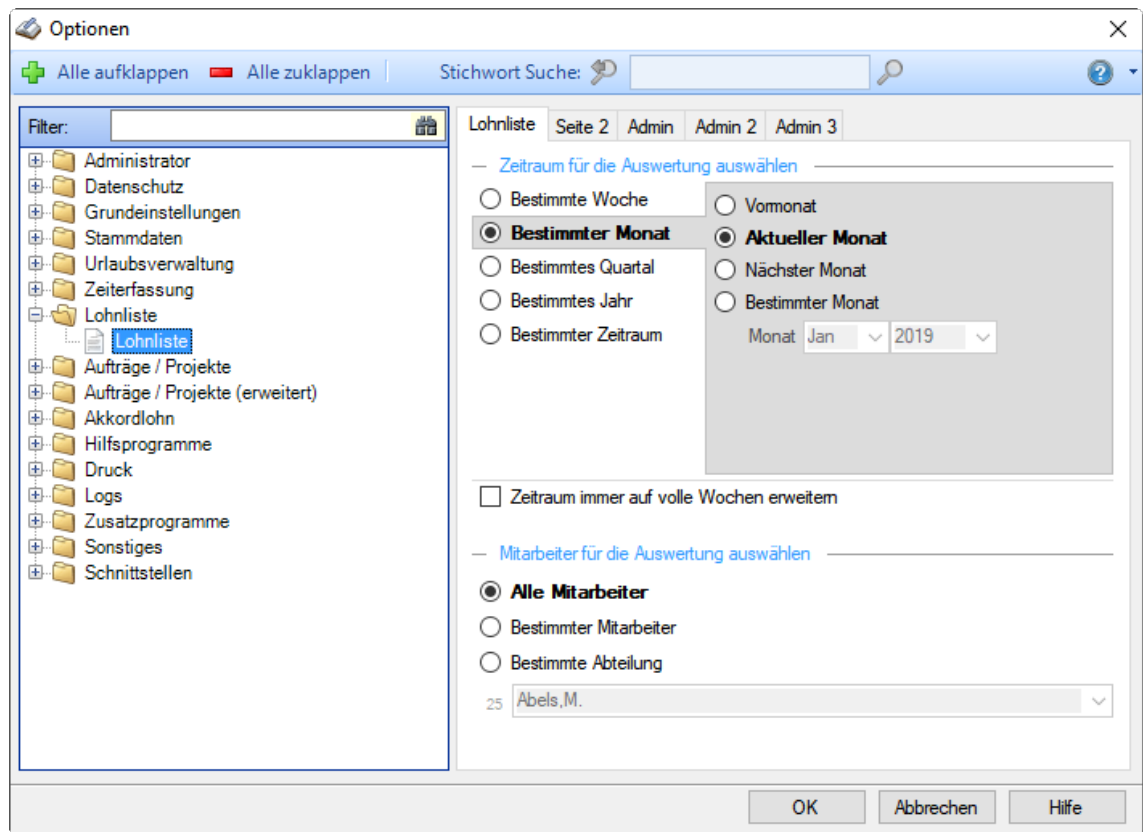 Optionen
Alle aufklappen Alle zuklappen Stichwort Suche:
Filter:
Administrator
Datenschutz
Grundeinstellungen
Stammdaten
Urlaubsverwaltung
Zeiterfassung
Lohnliste
Lohnliste
Aufträge / Projekte
Aufträge / Projekte (erweitert)
Akkordlohn
Hilfsprogramme
Druck
Logs
Zusatzprogramme
Sonstiges
Schnittstellen
Lohnliste Seite 2 Admin Admin 2 Admin 3
Zeitraum für die Auswertung auswählen
Bestimmte Woche
Bestimmter Monat
Bestimmtes Quartal
Bestimmtes Jahr
Bestimmter Zeitraum
Vormonat
Aktueller Monat
Nächster Monat
Bestimmter Monat
Monat Jan 2019
Zeitraum immer auf volle Wochen erweitern
Mitarbeiter für die Auswertung auswählen
Alle Mitarbeiter
Bestimmter Mitarbeiter
Bestimmte Abteilung
25 Abels,M.
OK Abbrechen Hilfe